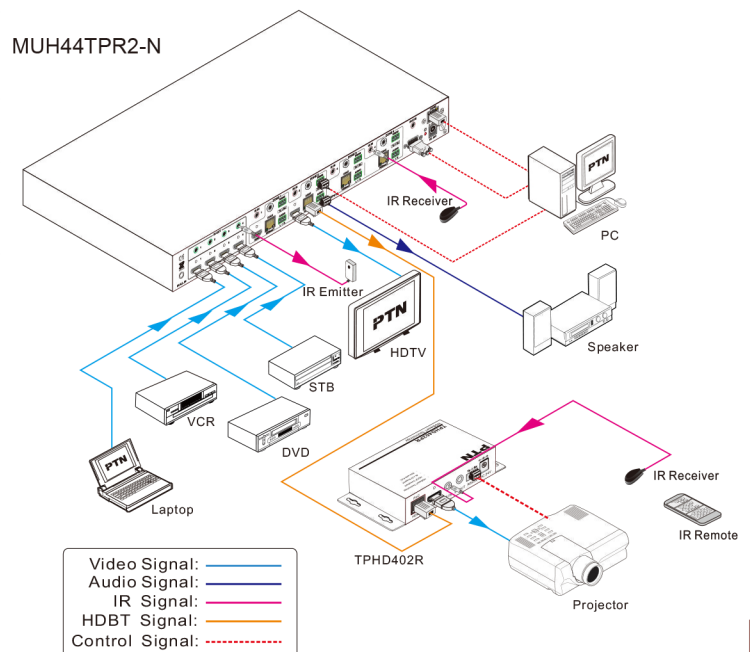 MUH44TPR2-N
PTN
IR Receiver
PC
IR Emitter
PTN
HDTV
Speaker
STB
VCR
DVD
PTN
Laptop
PTN
IR Receiver
IR Remote
TPHD402R
Projector
Video Signal:
Audio Signal:
IR Signal:
HDBT Signal:
Control Signal: